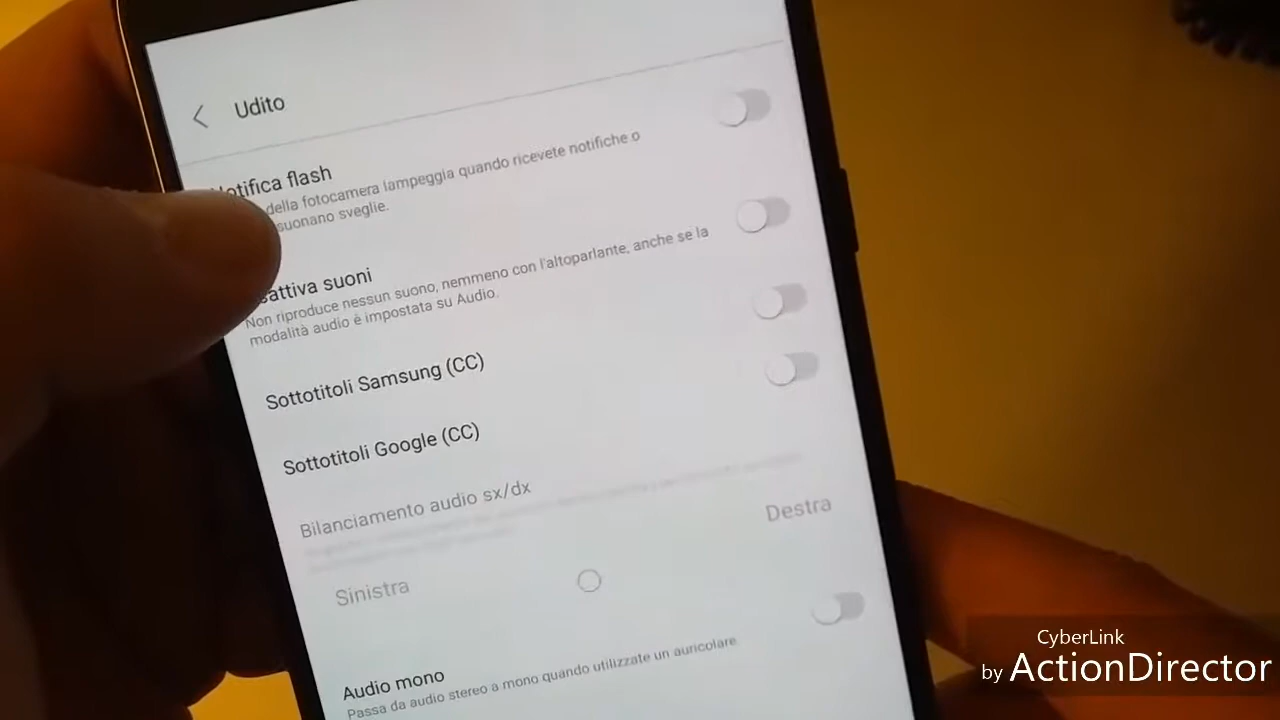 Udito
Notifica flash
della fotocamera lampeggia quando ricevete notifiche o
suonano sveglie.
sattiva suoni
Non riproduce nessun suono, nemmeno con l'altoparlante, anche se la
modalità audio è impostata su Audio.
Sottotitoli Samsung (CC)
Sottotitoli Google (CC)
Bilanciamento audio sx/dx
Sinistra
Destra
Audio mono
Passa da audio stereo a mono quando utilizzate un auricolare.
CyberLink
by ActionDirector